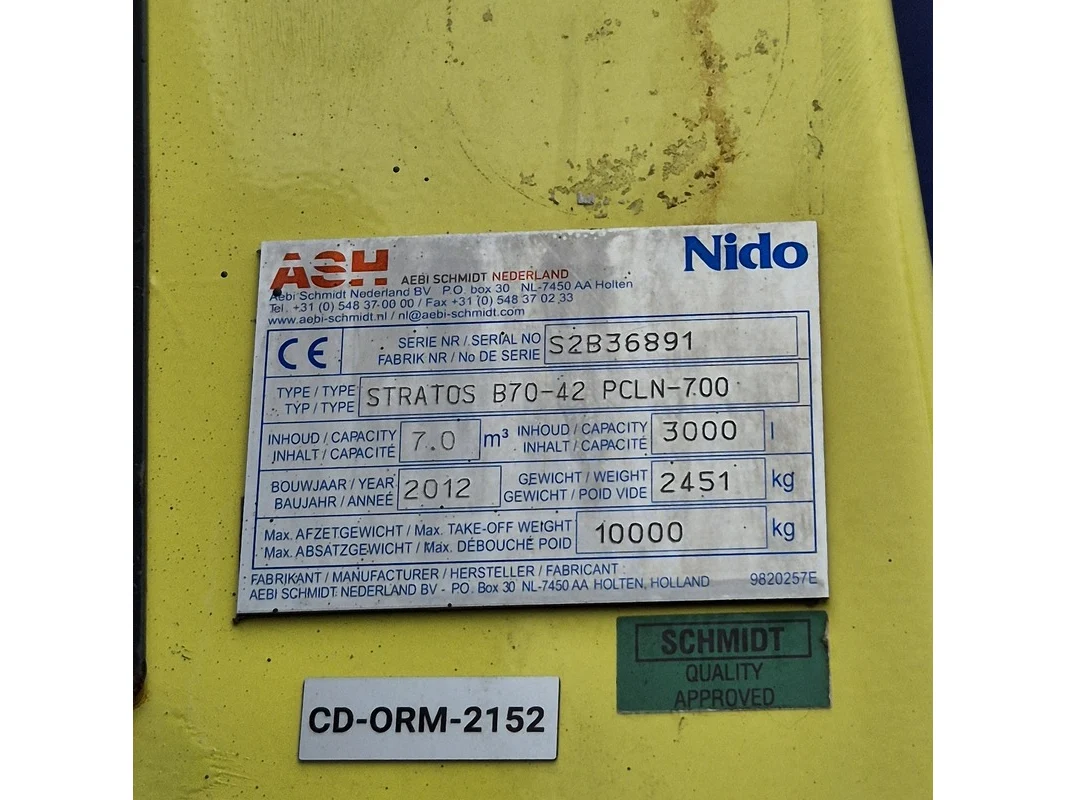 ASH AEBI SCHMIDT NEDERLAND
Nido
Aebi Schmidt Nederland BV P.O. box 30 NL-7450 AA Holten
Tel. +31 (0) 548 37 00 00 / Fax +31 (0) 548 37 02 33
www.aebi-schmidt.nl / nl@aebi-schmidt.com
CE
SERIE NR / SERIAL NO
FABRIK NR / No DE SERIE
S2B36891
TYPE / TYPE
TYP / TYPE
STRATOS B70-42 PCLN-700
INHOUD / CAPACITY
INHALT / CAPACITÉ
7.0 m³
INHOUD / CAPACITY
INHALT / CAPACITÉ
3000 l
BOUWJAAR / YEAR
BAUJAHR / ANNEÉ
2012
GEWICHT / WEIGHT
GEWICHT / POID VIDE
2451 kg
Max. AFZETGEWICHT / Max. TAKE-OFF WEIGHT
Max. ABSATZGEWICHT / Max. DÉBOUCHÉ POID
10000 kg
FABRIKANT / MANUFACTURER / HERSTELLER / FABRICANT :
AEBI SCHMIDT NEDERLAND BV - P.O. Box 30 NL-7450 AA HOLTEN, HOLLAND
9820257E
SCHMIDT
QUALITY
APPROVED
CD-ORM-2152